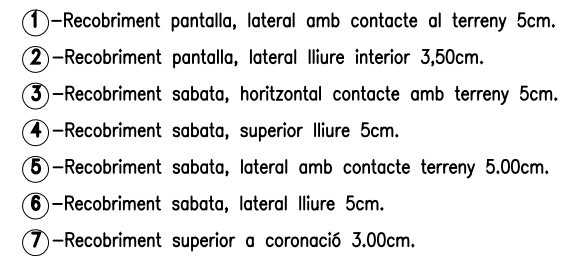 1-Recobriment pantalla, lateral amb contacte al terreny 5cm.
2-Recobriment pantalla, lateral lliure interior 3,50cm.
3-Recobriment sabata, horitzontal contacte amb terreny 5cm.
4-Recobriment sabata, superior lliure 5cm.
5-Recobriment sabata, lateral amb contacte terreny 5.00cm.
6-Recobriment sabata, lateral lliure 5cm.
7-Recobriment superior a coronació 3.00cm.